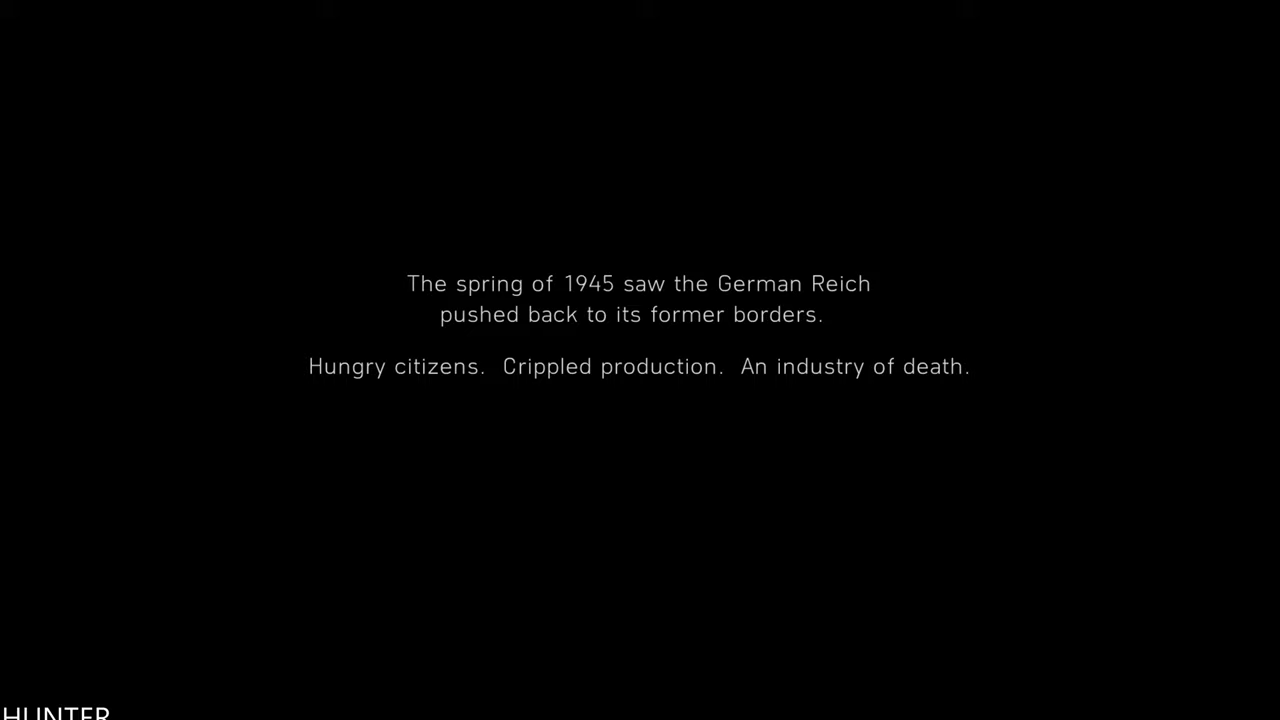 The spring of 1945 saw the German Reich
pushed back to its former borders.
Hungry citizens.  Crippled production.  An industry of death.
HUNTER